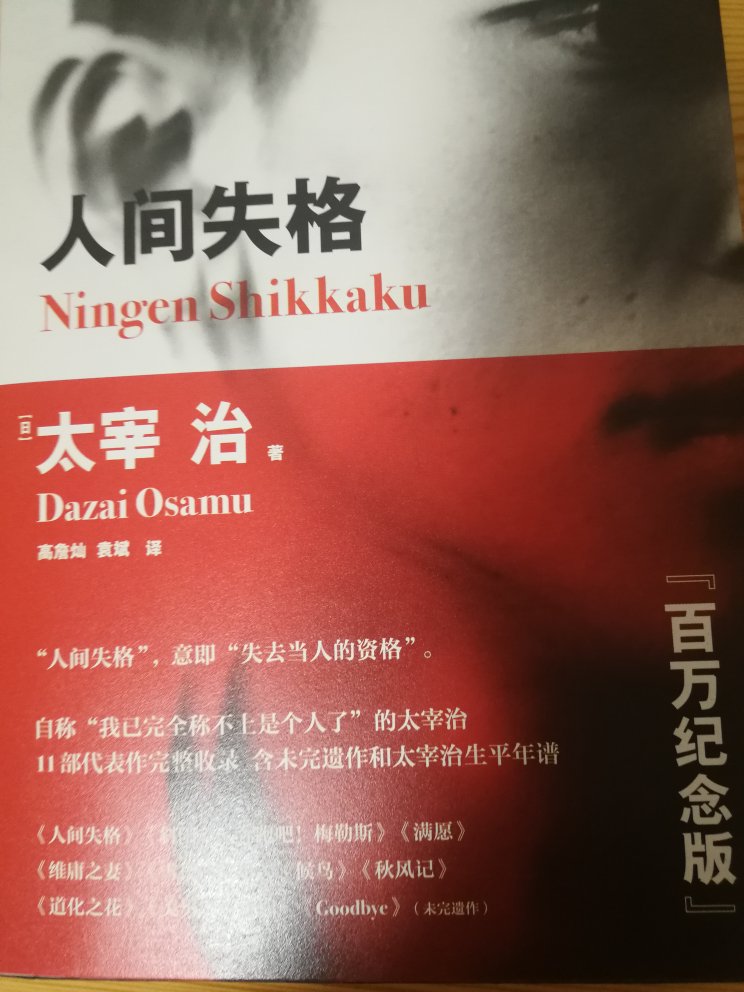 人间失格
Ningen Shikkaku
[日]
太宰 治 著
Dazai Osamu
高詹灿 袁斌 译
“人间失格”，意即“失去当人的资格”。
自称“我已完全称不上是个人了”的太宰治
11部代表作完整收录 含未完遗作和太宰治生平年谱
《人间失格》 吧！梅勒斯》《满愿》
《维庸之妻》 候鸟》《秋风记》
《道化之花》 Goodbye》（未完遗作）
『百万纪念版』